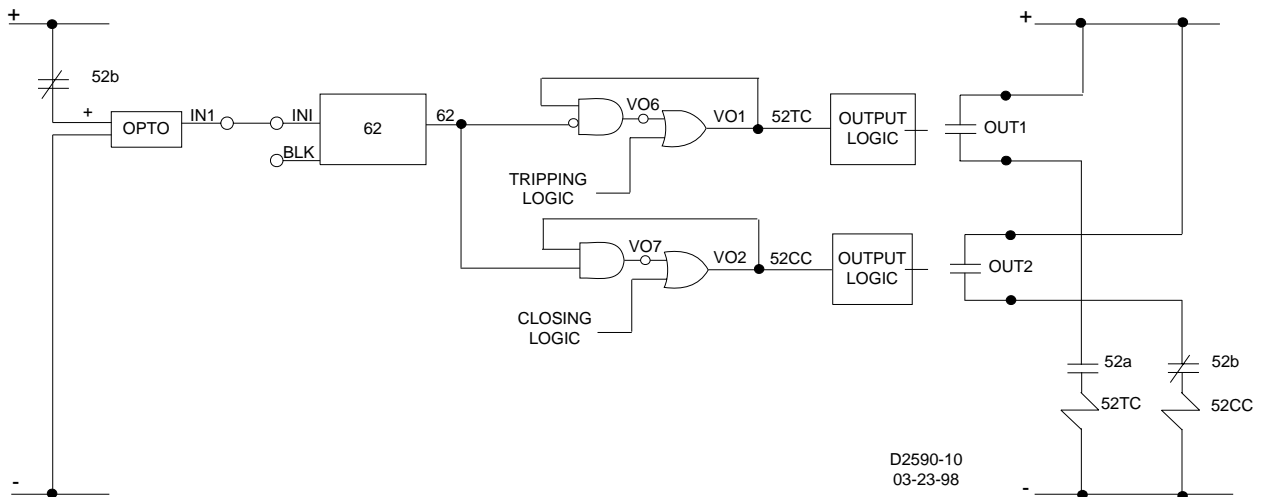 +
+
52b
+
OPTO
IN1
INI
BLK
62
62
VO6
VO1
52TC
OUTPUT
LOGIC
OUT1
TRIPPING
LOGIC
VO7
VO2
52CC
OUTPUT
LOGIC
OUT2
CLOSING
LOGIC
52a
52b
52TC
52CC
D2590-10
03-23-98
-
-